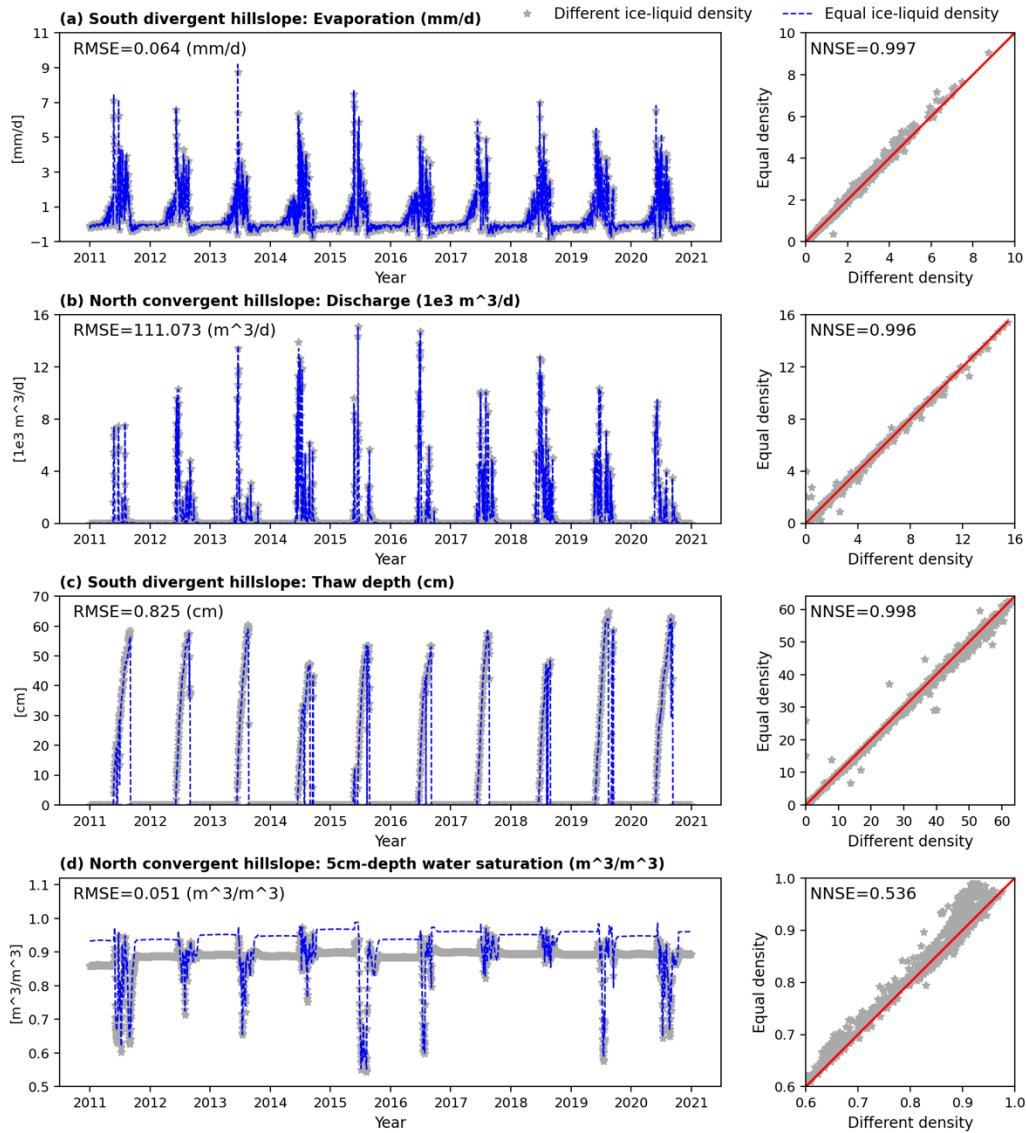 (a) South divergent hillslope: Evaporation (mm/d)
Different ice-liquid density
Equal ice-liquid density
RMSE=0.064 (mm/d)
[mm/d]
11
9
7
5
3
1
−1
2011 2012 2013 2014 2015 2016 2017 2018 2019 2020 2021
Year
NNSE=0.997
Equal density
10
8
6
4
2
0
0 2 4 6 8 10
Different density
(b) North convergent hillslope: Discharge (1e3 m^3/d)
RMSE=111.073 (m^3/d)
[1e3 m^3/d]
16
12
8
4
0
2011 2012 2013 2014 2015 2016 2017 2018 2019 2020 2021
Year
NNSE=0.996
Equal density
16
12
8
4
0
0 4 8 12 16
Different density
(c) South divergent hillslope: Thaw depth (cm)
RMSE=0.825 (cm)
[cm]
70
60
50
40
30
20
10
0
2011 2012 2013 2014 2015 2016 2017 2018 2019 2020 2021
Year
NNSE=0.998
Equal density
60
50
40
30
20
10
0
0 10 20 30 40 50 60
Different density
(d) North convergent hillslope: 5cm-depth water saturation (m^3/m^3)
RMSE=0.051 (m^3/m^3)
[m^3/m^3]
1.1
1.0
0.9
0.8
0.7
0.6
0.5
2011 2012 2013 2014 2015 2016 2017 2018 2019 2020 2021
Year
NNSE=0.536
Equal density
1.0
0.9
0.8
0.7
0.6
0.6 0.7 0.8 0.9 1.0
Different density